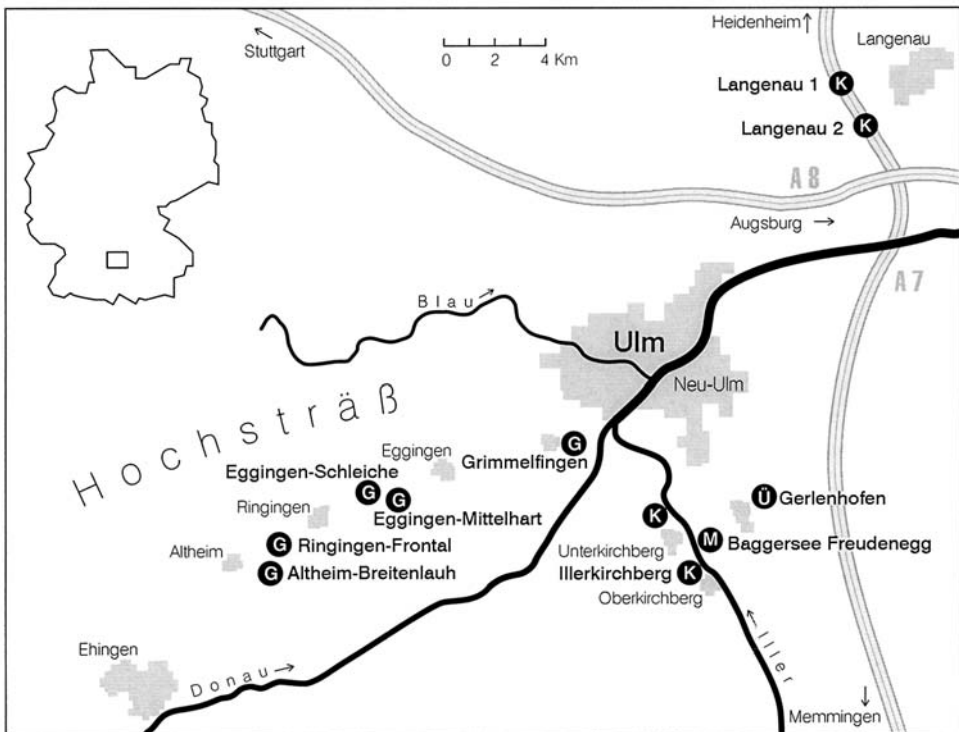 Heidenheim ↑
Langenau
← Stuttgart
0 2 4 Km
Langenau 1 K
Langenau 2 K
A 8
Augsburg →
A 7
Blau →
Ulm
Neu-Ulm
Hochsträß
Eggingen
G
Grimmelfingen
Eggingen-Schleiche
G G
Eggingen-Mittelhart
Ringingen
G Ringingen-Frontal
Altheim
G Altheim-Breitenlauh
Ü Gerlenhofen
K
M Baggersee Freudenegg
Unterkirchberg
Illerkirchberg K
Oberkirchberg
Ehingen
Donau →
← Iller
Memmingen ↓